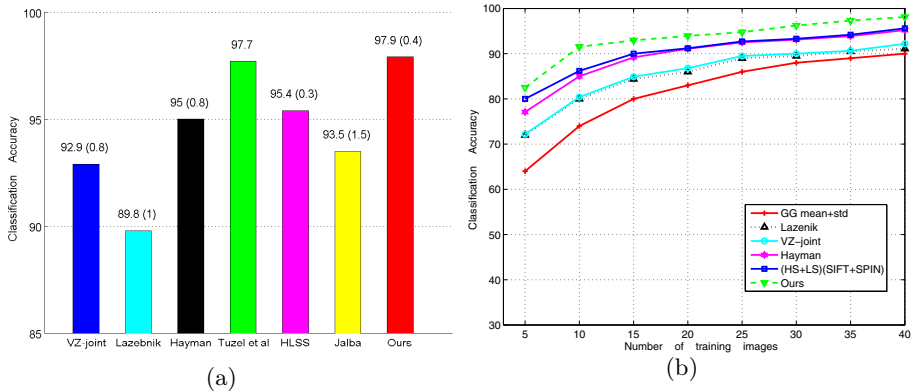 100
95
90
85
Classification Accuracy
92.9 (0.8)
89.8 (1)
95 (0.8)
97.7
95.4 (0.3)
93.5 (1.5)
97.9 (0.4)
VZ-joint Lazebnik Hayman Tuzel et al HLSS Jalba Ours
(a)
100
90
80
70
60
50
40
30
Classification Accuracy
GG mean+std
Lazenik
VZ-joint
Hayman
(HS+LS)(SIFT+SPIN)
Ours
5 10 15 20 25 30 35 40
Number of training images
(b)